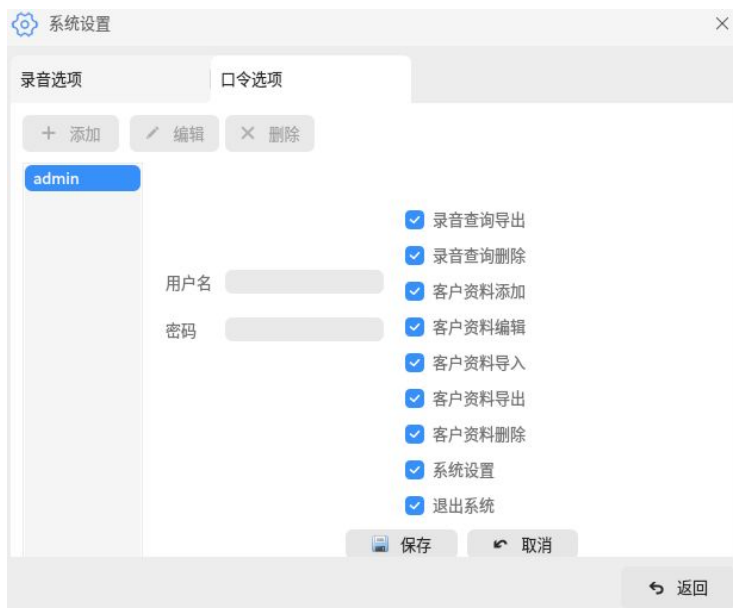 系统设置
录音选项 口令选项
添加 编辑 删除
admin
录音查询导出
录音查询删除
用户名
客户资料添加
密码
客户资料编辑
客户资料导入
客户资料导出
客户资料删除
系统设置
退出系统
保存 取消
返回